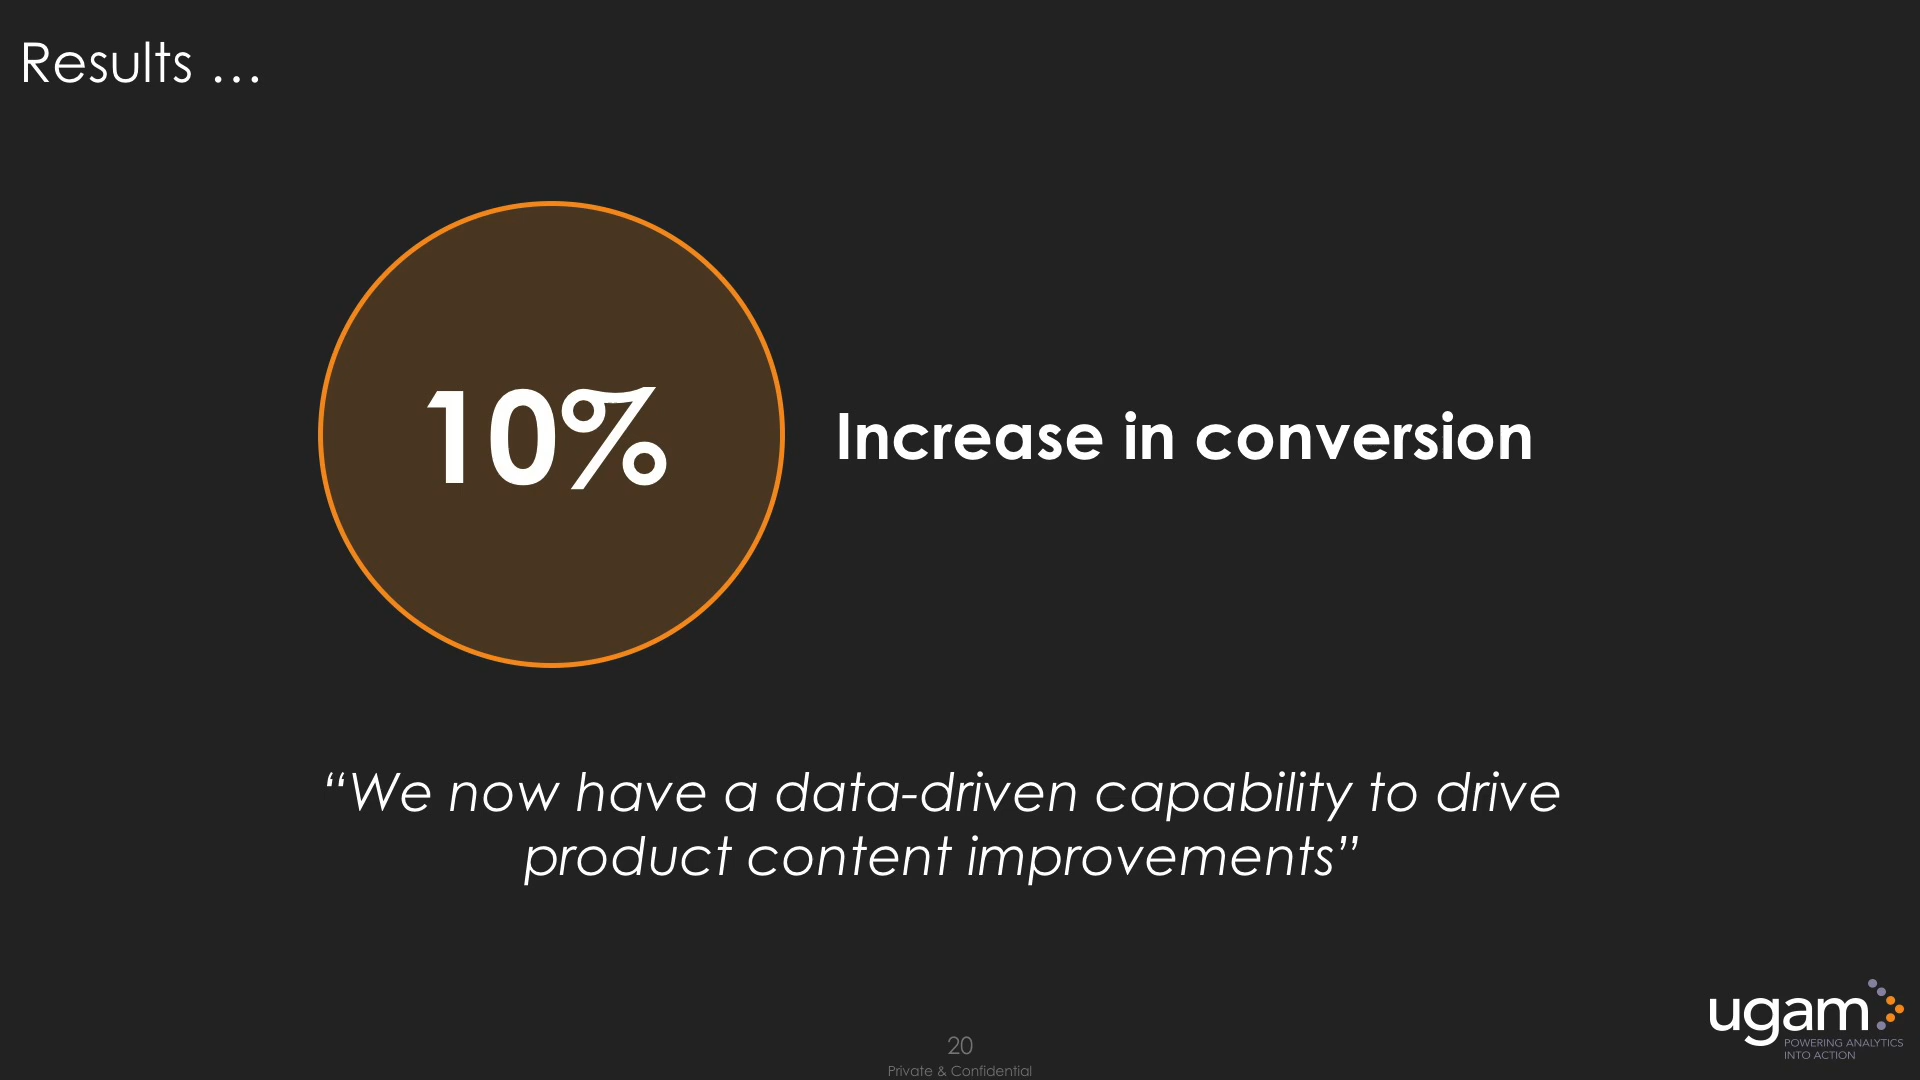 Results …
10%
Increase in conversion
“We now have a data-driven capability to drive
product content improvements”
20
Private & Confidential
ugam
POWERING ANALYTICS
INTO ACTION